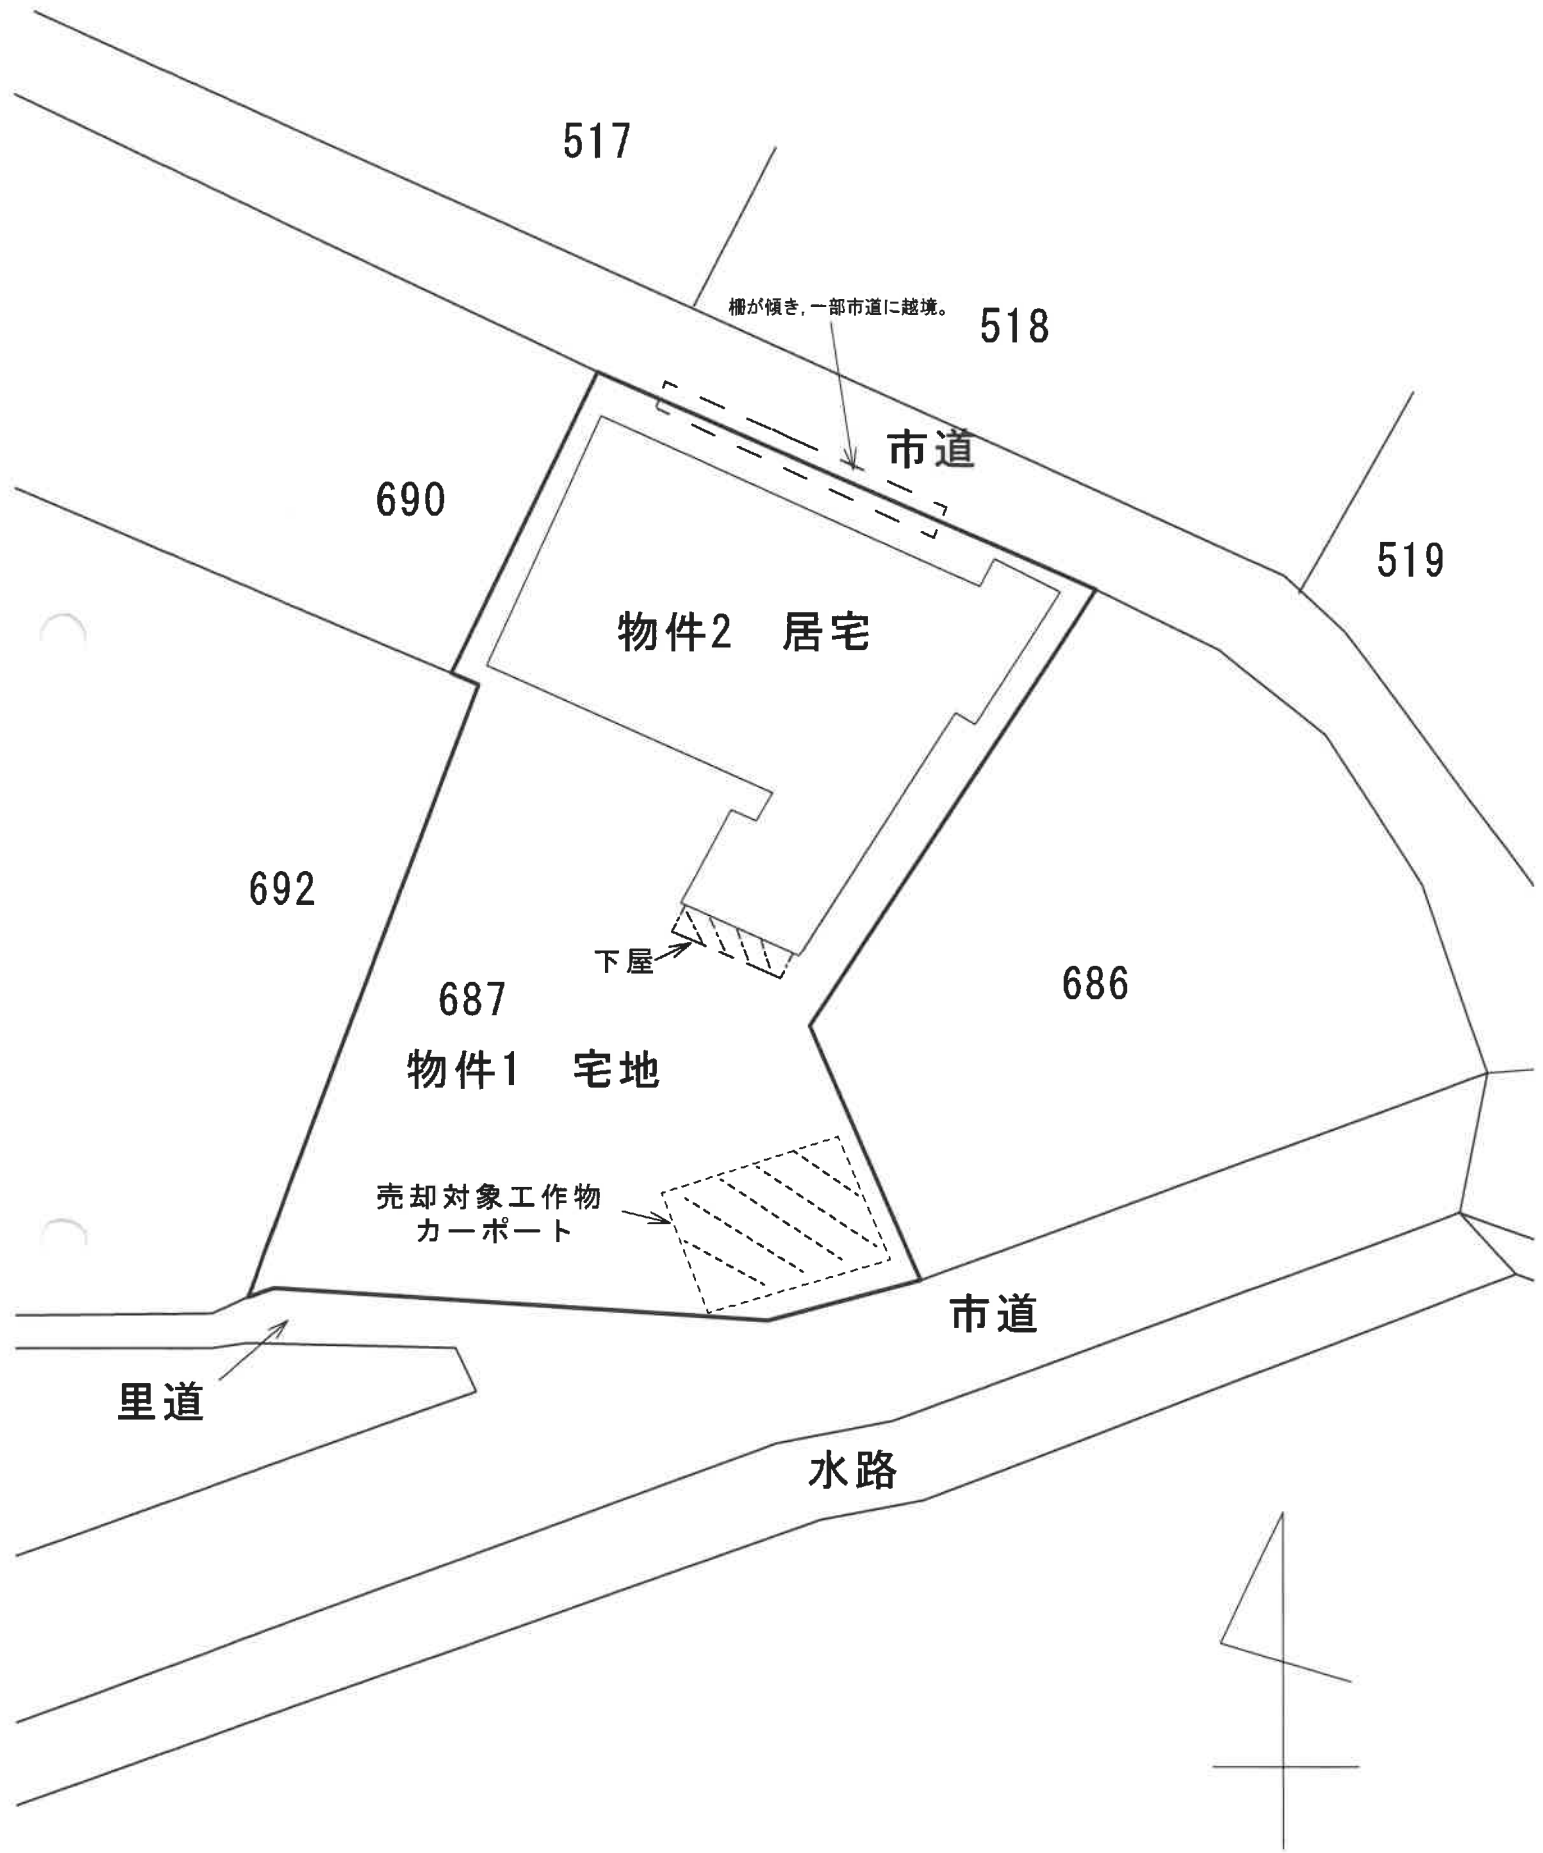 517
柵が傾き,一部市道に越境。
518
市道
690
519
物件2 居宅
692
下屋
687
686
物件1 宅地
売却対象工作物
カーポート
市道
里道
水路